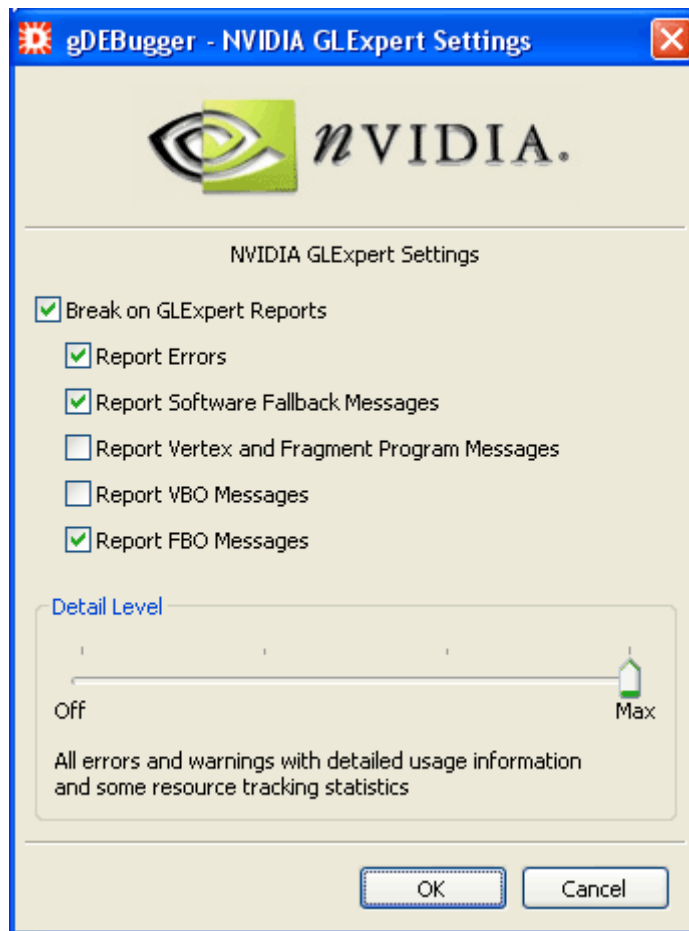 gDEBugger - NVIDIA GLExpert Settings
nVIDIA.®
NVIDIA GLExpert Settings
Break on GLExpert Reports
Report Errors
Report Software Fallback Messages
Report Vertex and Fragment Program Messages
Report VBO Messages
Report FBO Messages
Detail Level
Off
Max
All errors and warnings with detailed usage information
and some resource tracking statistics
OK
Cancel